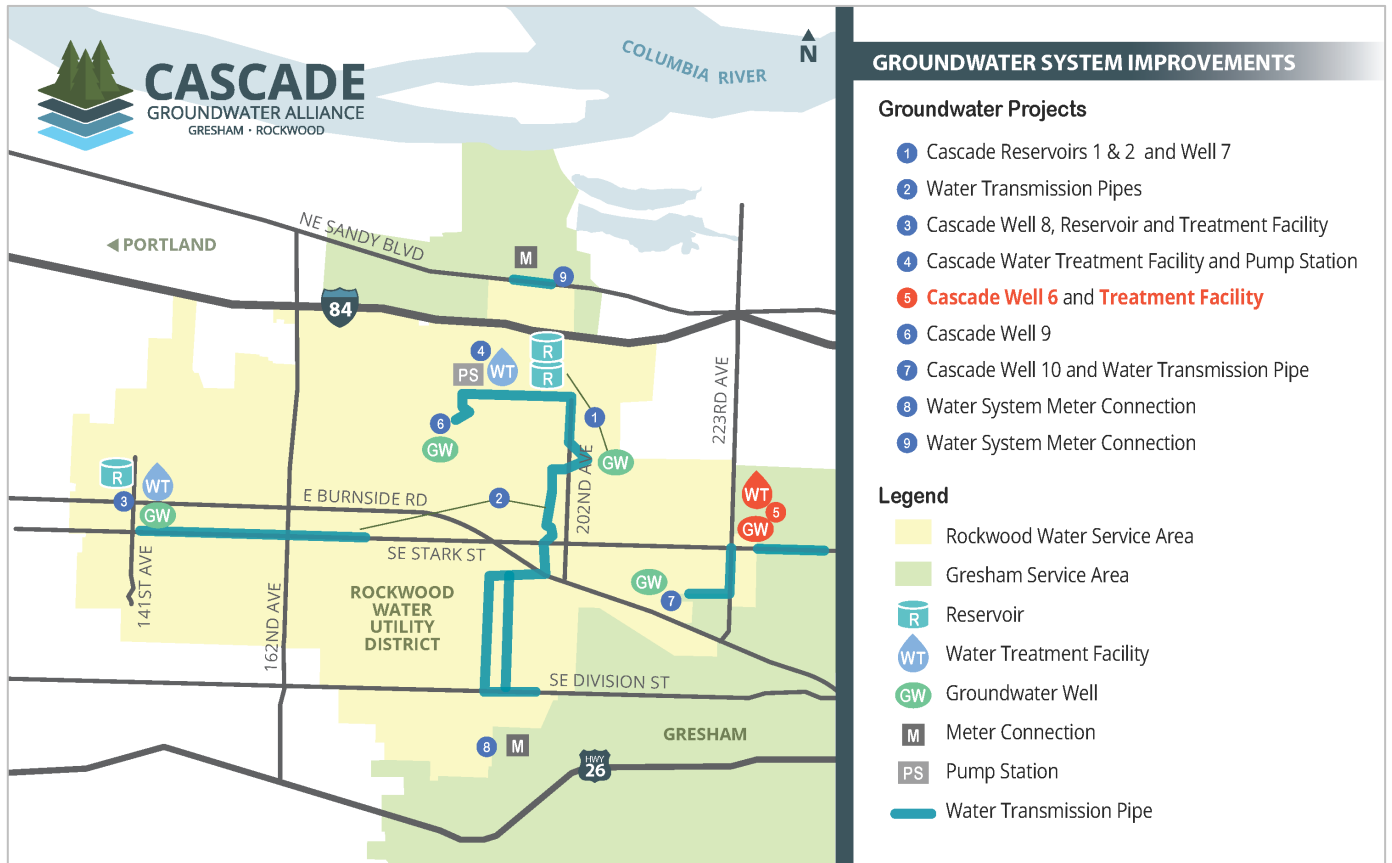 CASCADE
GROUNDWATER ALLIANCE
GRESHAM • ROCKWOOD
COLUMBIA RIVER
N
PORTLAND
NE SANDY BLVD
M
9
84
R
R
4
PS
WT
6
GW
1
GW
223RD AVE
202ND AVE
R
WT
3
GW
E BURNSIDE RD
2
WT
5
GW
SE STARK ST
141ST AVE
162ND AVE
ROCKWOOD
WATER
UTILITY
DISTRICT
GW
7
SE DIVISION ST
8
M
GRESHAM
HWY
26
GROUNDWATER SYSTEM IMPROVEMENTS
Groundwater Projects
1 Cascade Reservoirs 1 & 2 and Well 7
2 Water Transmission Pipes
3 Cascade Well 8, Reservoir and Treatment Facility
4 Cascade Water Treatment Facility and Pump Station
5 Cascade Well 6 and Treatment Facility
6 Cascade Well 9
7 Cascade Well 10 and Water Transmission Pipe
8 Water System Meter Connection
9 Water System Meter Connection
Legend
Rockwood Water Service Area
Gresham Service Area
R Reservoir
WT Water Treatment Facility
GW Groundwater Well
M Meter Connection
PS Pump Station
Water Transmission Pipe